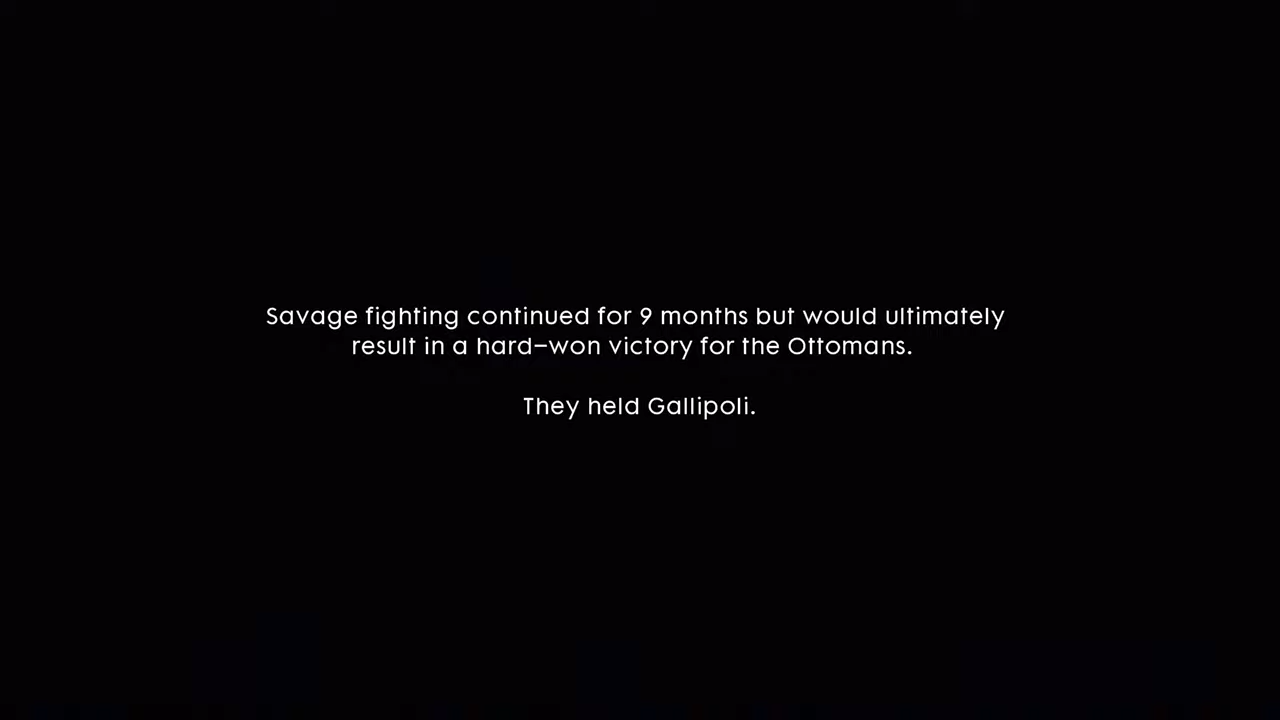 Savage fighting continued for 9 months but would ultimately
result in a hard–won victory for the Ottomans.
They held Gallipoli.